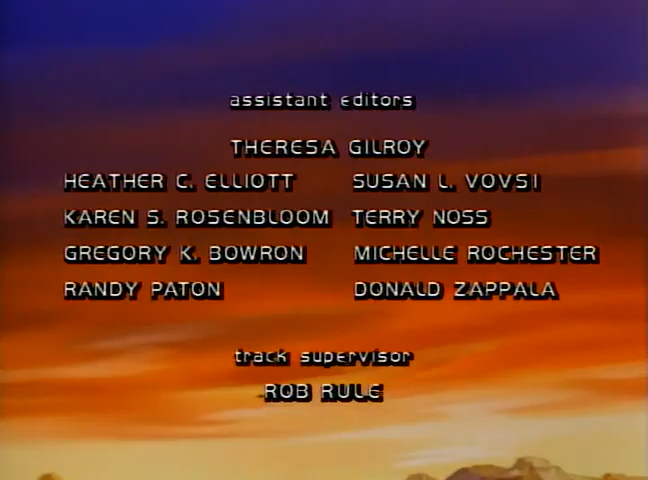 assistant editors
THERESA GILROY
HEATHER C. ELLIOTT SUSAN L. VOVSI
KAREN S. ROSENBLOOM TERRY NOSS
GREGORY K. BOWRON MICHELLE ROCHESTER
RANDY PATON DONALD ZAPPALA
track supervisor
ROB RULE